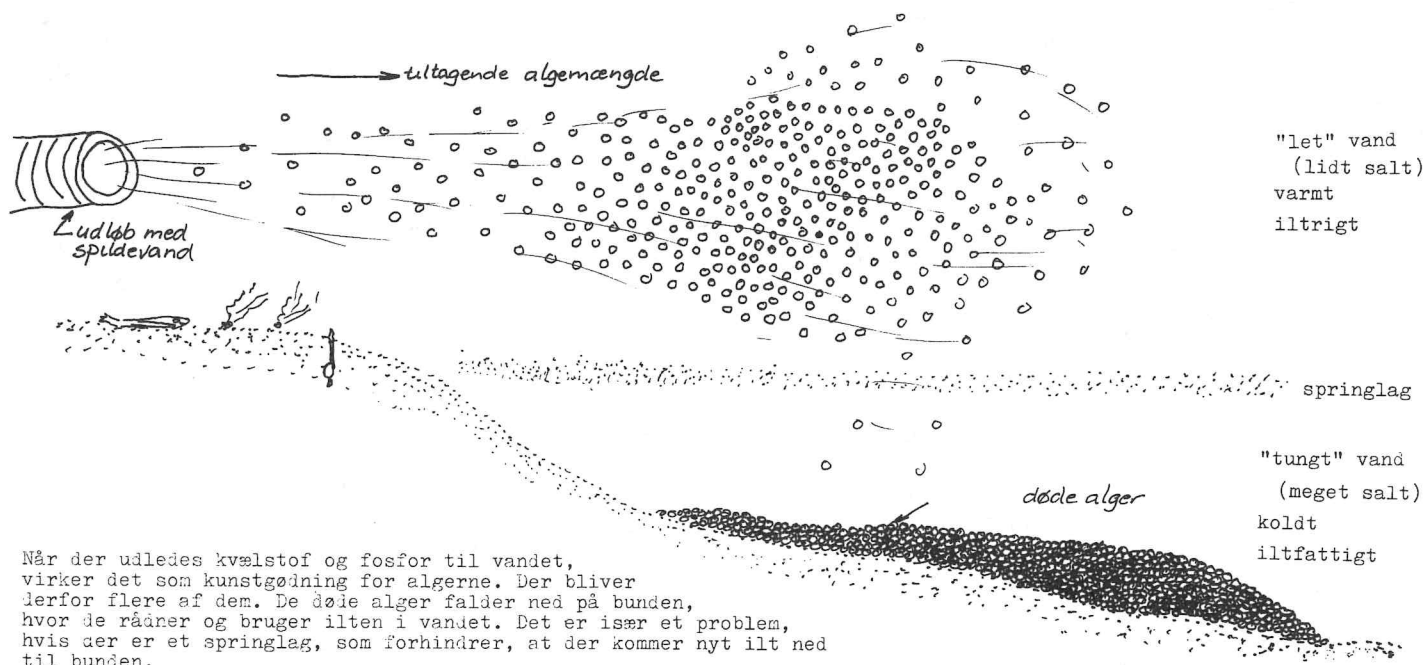 tiltagende algemængde
udløb med
spildevand
"let" vand
(lidt salt)
varmt
iltrigt
springlag
"tungt" vand
(meget salt)
koldt
iltfattigt
døde alger
Når der udledes kvælstof og fosfor til vandet,
virker det som kunstgødning for algerne. Der bliver
derfor flere af dem. De døde alger falder ned på bunden,
hvor de rådner og bruger ilten i vandet. Det er især et problem,
hvis der er et springlag, som forhindrer, at der kommer nyt ilt ned
til bunden.